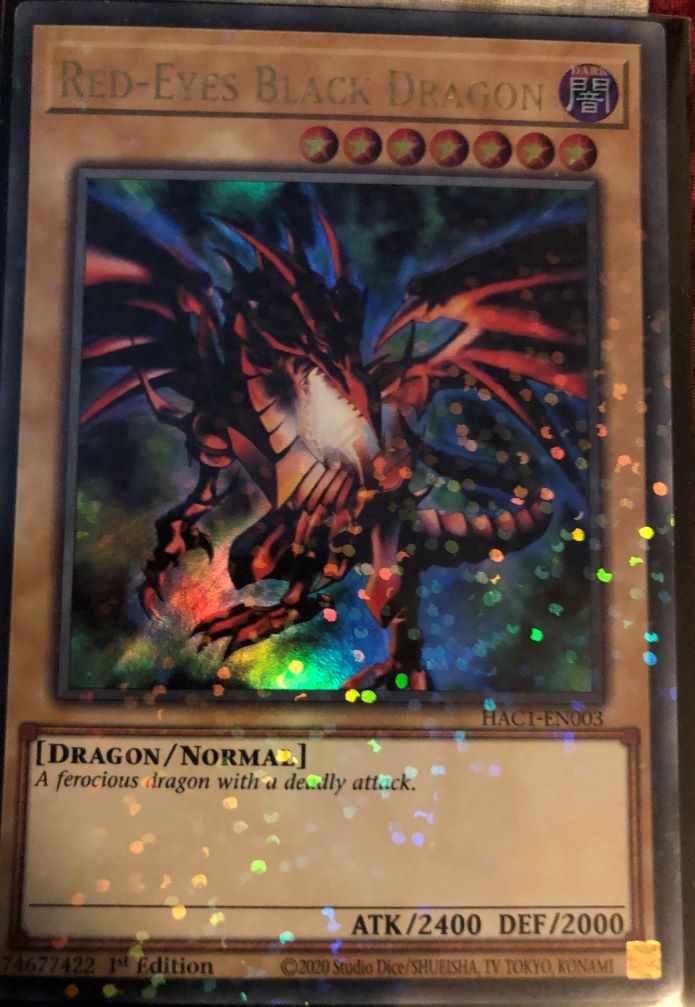 RED-EYES BLACK DRAGON
DARK
闇
HAC1-EN003
[DRAGON/NORMAL]
A ferocious dragon with a deadly attack.
ATK/2400 DEF/2000
74677422 1st Edition ©2020 Studio Dice/SHUEISHA, TV TOKYO, KONAMI